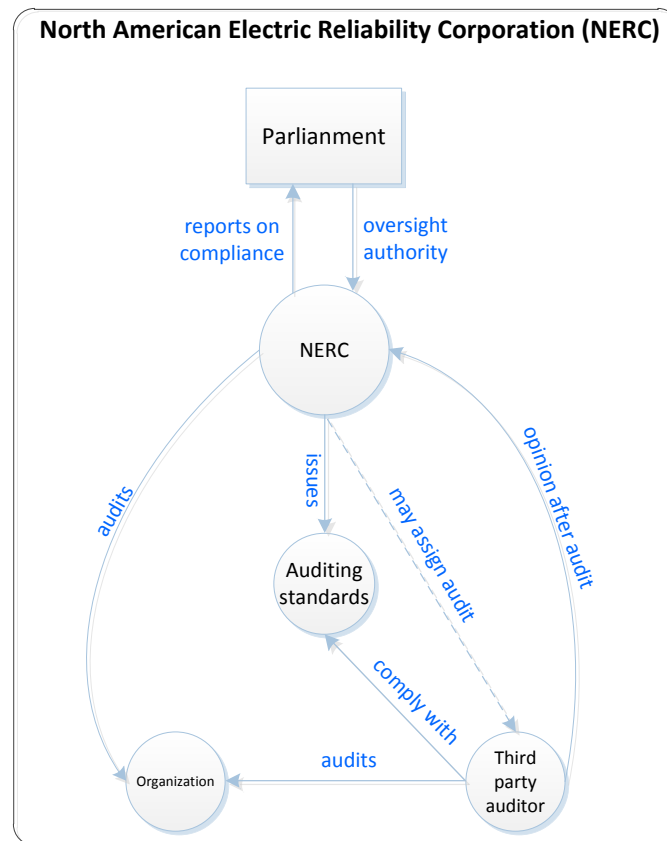 North American Electric Reliability Corporation (NERC)
Parlianment
reports on
compliance
oversight
authority
NERC
audits
issues
may assign audit
opinion after audit
Auditing
standards
comply with
Organization
audits
Third
party
auditor